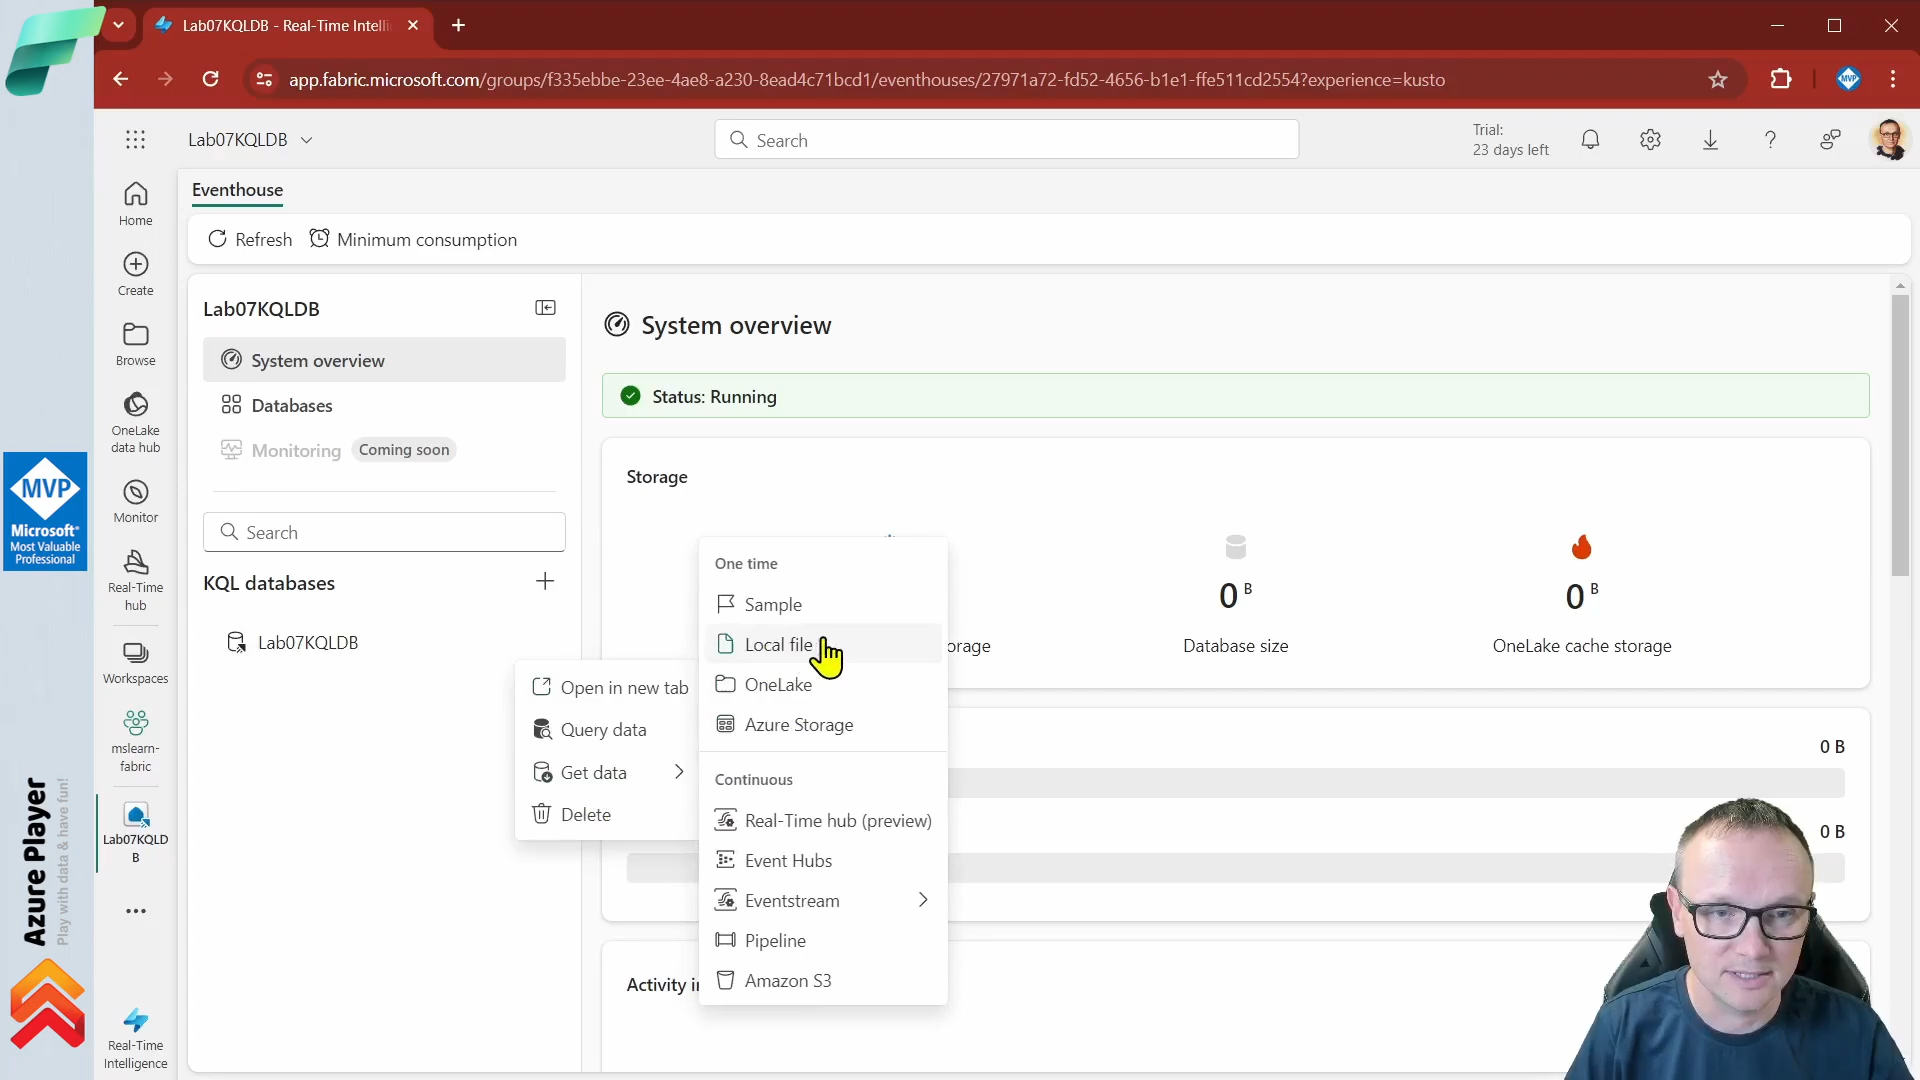 Lab07KQLDB - Real-Time Intelli
app.fabric.microsoft.com/groups/f335ebbe-23ee-4ae8-a230-8ead4c71bcd1/eventhouses/27971a72-fd52-4656-b1e1-ffe511cd2554?experience=kusto
MVP
Lab07KQLDB
Search
Trial:
23 days left
Eventhouse
Refresh
Minimum consumption
Home
Create
Browse
OneLake
data hub
Monitor
Real-Time
hub
Workspaces
mslearn-
fabric
Lab07KQLD
B
Real-Time
Intelligence
Lab07KQLDB
System overview
Databases
Monitoring
Coming soon
Search
KQL databases
Lab07KQLDB
Open in new tab
Query data
Get data
Delete
One time
Sample
Local file
OneLake
Azure Storage
Continuous
Real-Time hub (preview)
Event Hubs
Eventstream
Pipeline
Amazon S3
System overview
Status: Running
Storage
orage
0 B
Database size
0 B
OneLake cache storage
0 B
0 B
Activity i
MVP
Microsoft®
Most Valuable
Professional
Azure Player
Play with data & have fun!